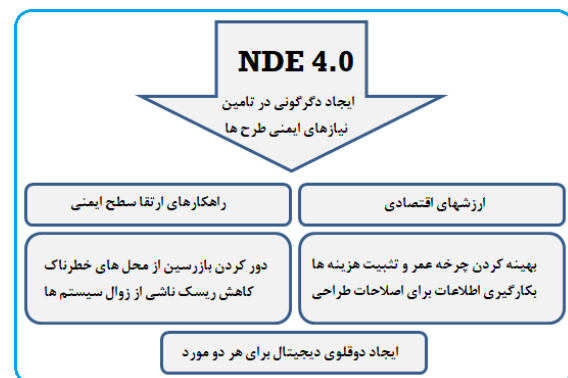 NDE 4.0
ایجاد دگرگونی در تامین
نیازهای ایمنی طرح ها
ارزشهای اقتصادی
راهکارهای ارتقا سطح ایمنی
بهینه کردن چرخه عمر و تثبیت هزینه ها
بکارگیری اطلاعات برای اصلاحات طراحی
دور کردن بازرسین از محل های خطرناک
کاهش ریسک ناشی از زوال سیستم ها
ایجاد دوقلوی دیجیتال برای هر دو مورد